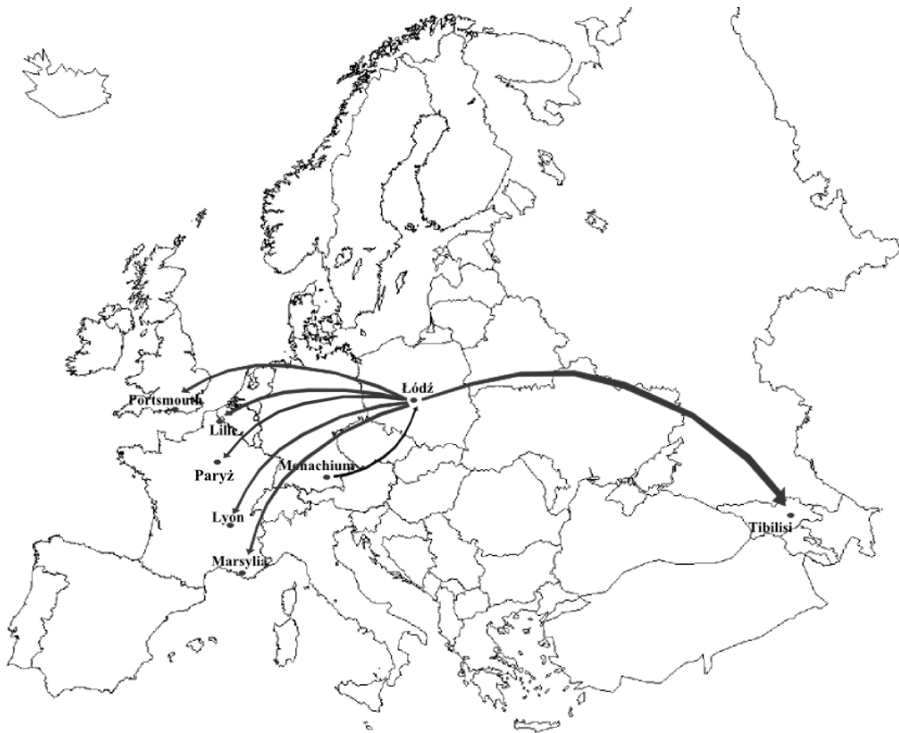 Łódź
Portsmouth
Lille
Monachium
Paryż
Lyon
Tibilisi
Marsylia